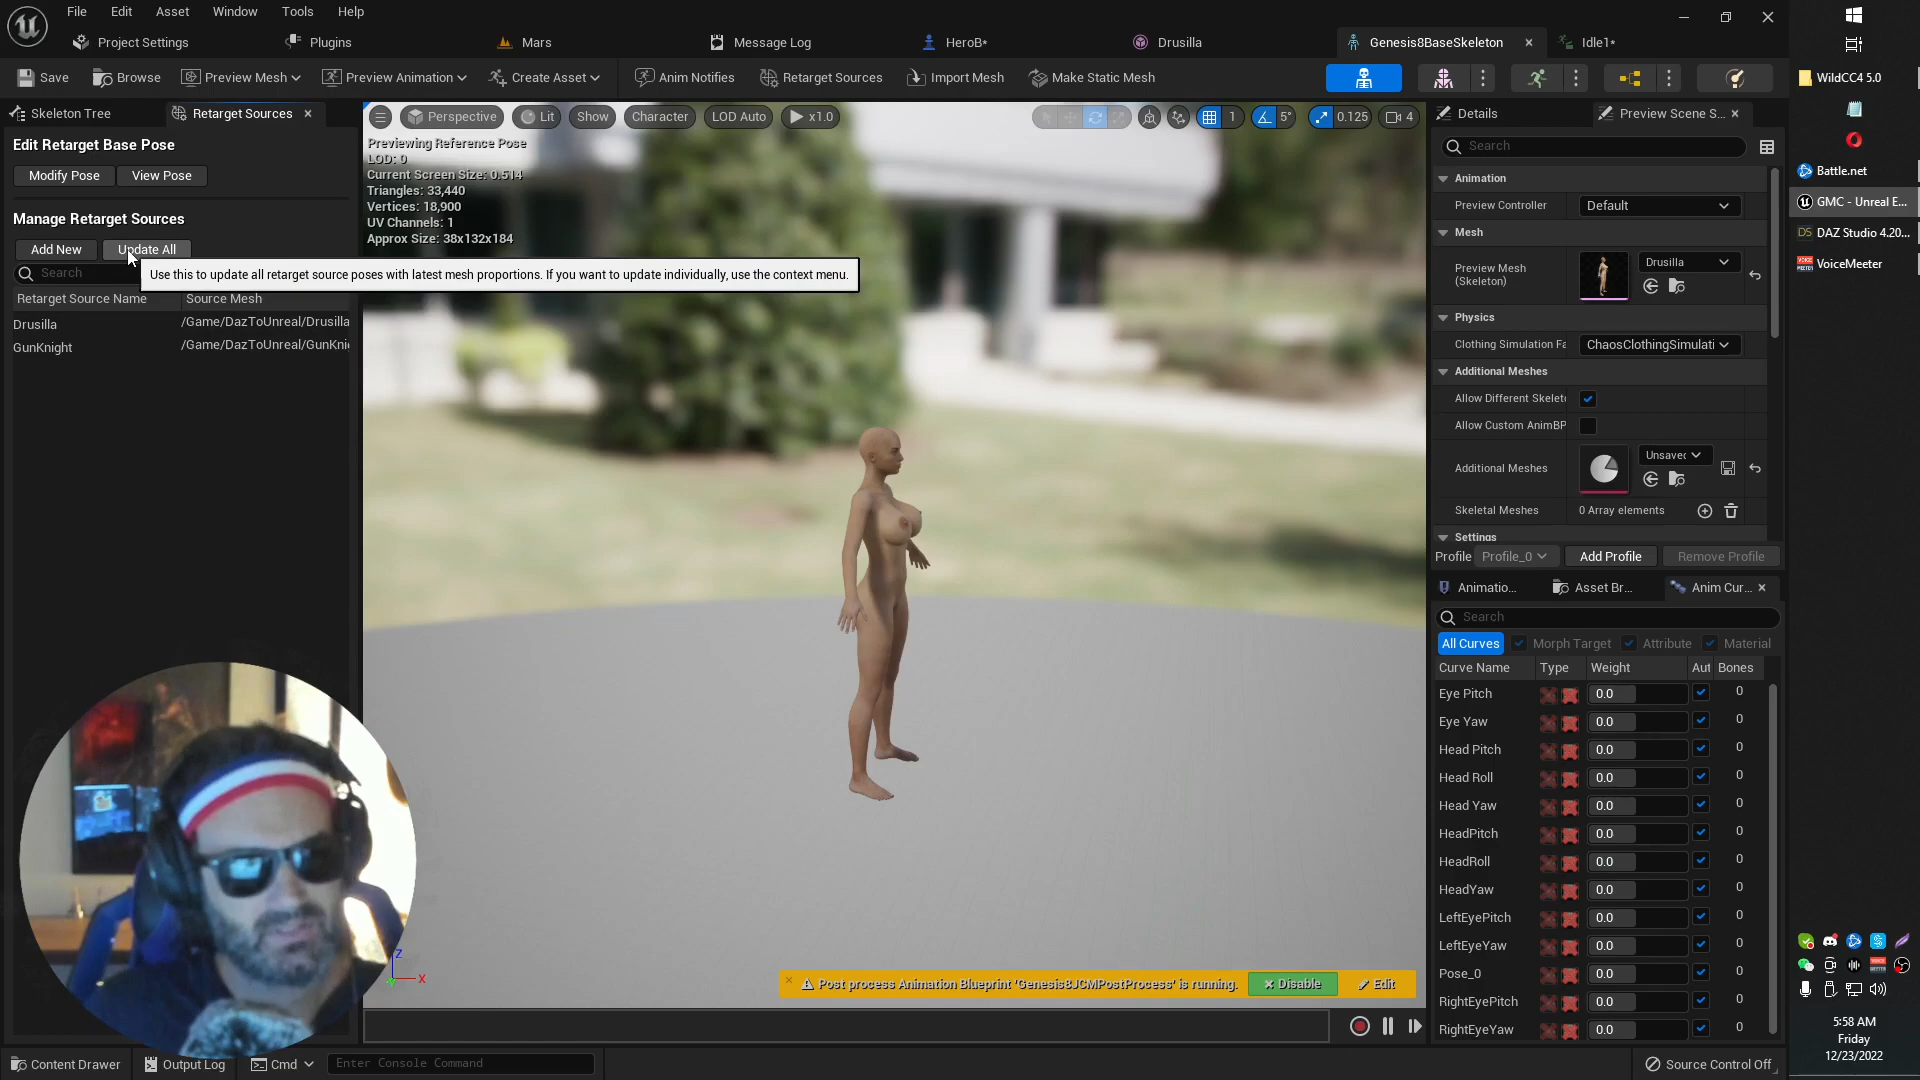 File Edit Asset Window Tools Help
Project Settings Plugins Mars Message Log HeroB* Drusilla Genesis8BaseSkeleton Idle1*
Save Browse Preview Mesh Preview Animation Create Asset Anim Notifies Retarget Sources Import Mesh Make Static Mesh
Skeleton Tree Retarget Sources
Edit Retarget Base Pose
Modify Pose View Pose
Manage Retarget Sources
Add New Update All
Search
Use this to update all retarget source poses with latest mesh proportions. If you want to update individually, use the context menu.
Retarget Source Name Source Mesh
Drusilla /Game/DazToUnreal/Drusilla
GunKnight /Game/DazToUnreal/GunKni
Perspective Lit Show Character LOD Auto x1.0 1 5° 0.125 4
Previewing Reference Pose
LOD: 0
Current Screen Size: 0.514
Triangles: 33,440
Vertices: 18,900
UV Channels: 1
Approx Size: 38x132x184
Z
X
Post process Animation Blueprint 'Genesis8JCMPostProcess' is running. Disable Edit
Details Preview Scene S...
Search
Animation
Preview Controller Default
Mesh
Preview Mesh
(Skeleton)
Drusilla
Physics
Clothing Simulation Fa ChaosClothingSimulati
Additional Meshes
Allow Different Skelet
Allow Custom AnimBP
Additional Meshes Unsaved
Skeletal Meshes 0 Array elements
Settings
Profile Profile_0 Add Profile Remove Profile
Animatio... Asset Br... Anim Cur...
Search
All Curves Morph Target Attribute Material
Curve Name Type Weight Aut Bones
Eye Pitch 0.0 0
Eye Yaw 0.0 0
Head Pitch 0.0 0
Head Roll 0.0 0
Head Yaw 0.0 0
HeadPitch 0.0 0
HeadRoll 0.0 0
HeadYaw 0.0 0
LeftEyePitch 0.0 0
LeftEyeYaw 0.0 0
Pose_0 0.0 0
RightEyePitch 0.0 0
RightEyeYaw 0.0 0
Content Drawer Output Log Cmd Enter Console Command Source Control Off
WildCC4 5.0
Battle.net
GMC - Unreal E...
DAZ Studio 4.20...
VoiceMeeter
5:58 AM
Friday
12/23/2022